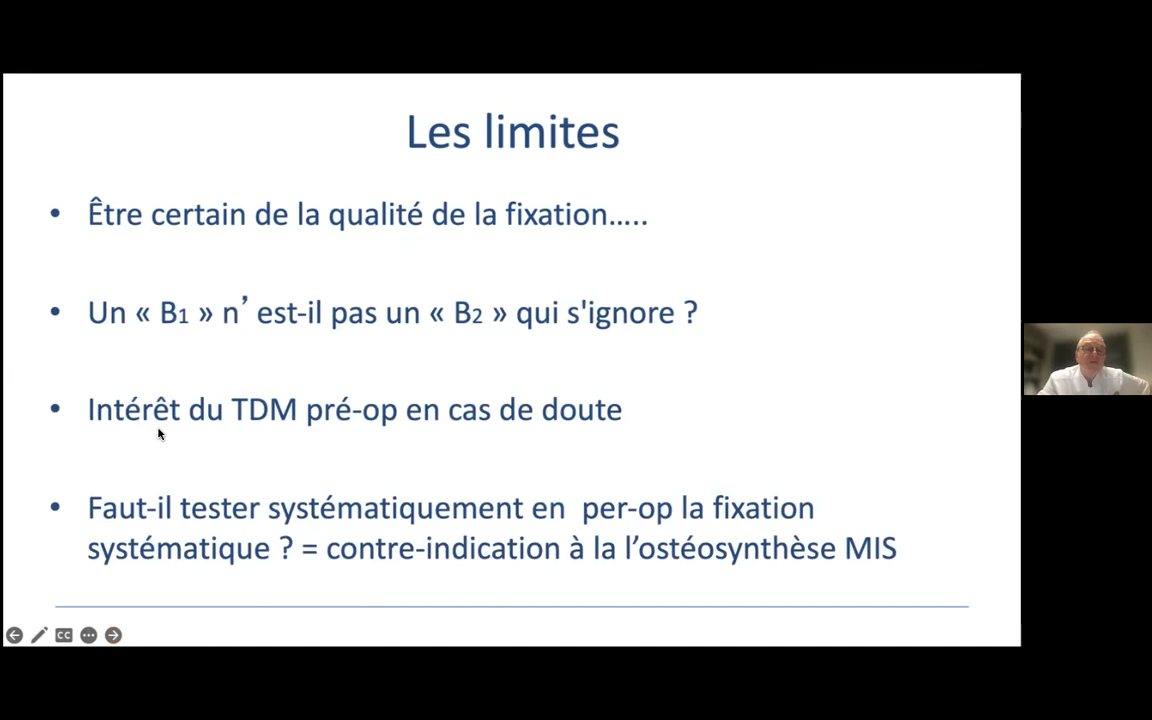 Les limites
• Être certain de la qualité de la fixation…..
• Un « B1 » n’ est-il pas un « B2 » qui s'ignore ?
• Intérêt du TDM pré-op en cas de doute
• Faut-il tester systématiquement en  per-op la fixation
systématique ? = contre-indication à la l’ostéosynthèse MIS
CC